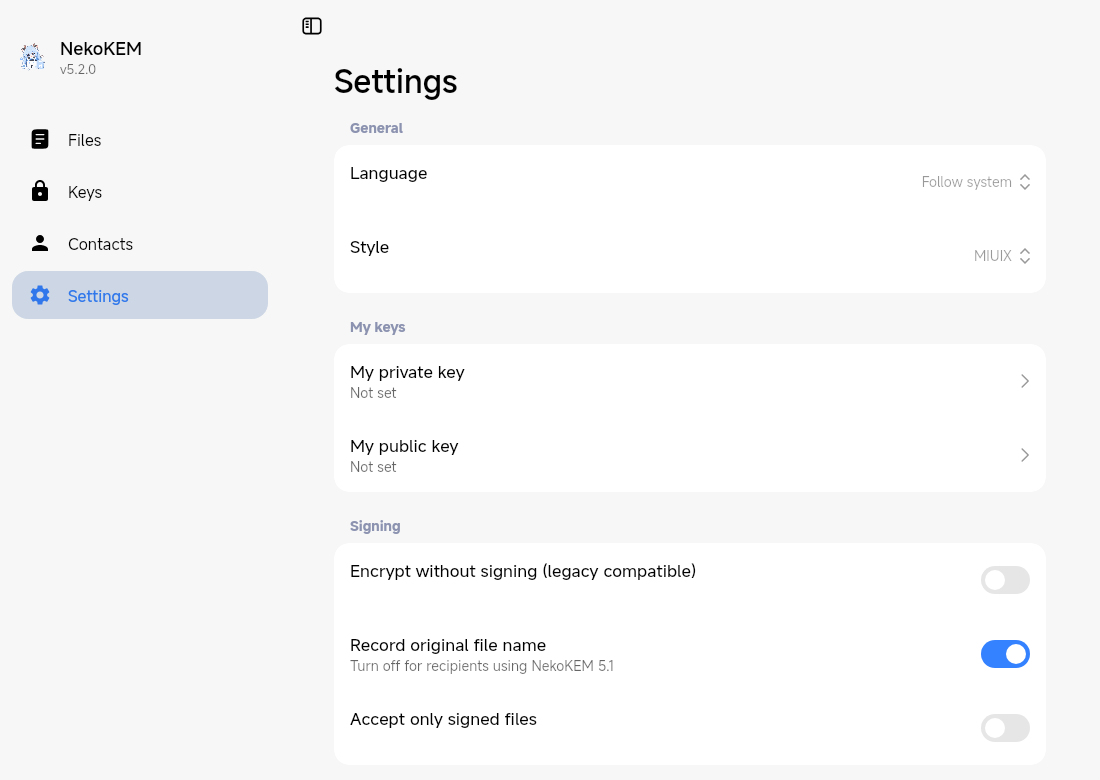 NekoKEM
v5.2.0
Files
Keys
Contacts
Settings
Settings
General
Language
Follow system
Style
MIUIX
My keys
My private key
Not set
My public key
Not set
Signing
Encrypt without signing (legacy compatible)
Record original file name
Turn off for recipients using NekoKEM 5.1
Accept only signed files